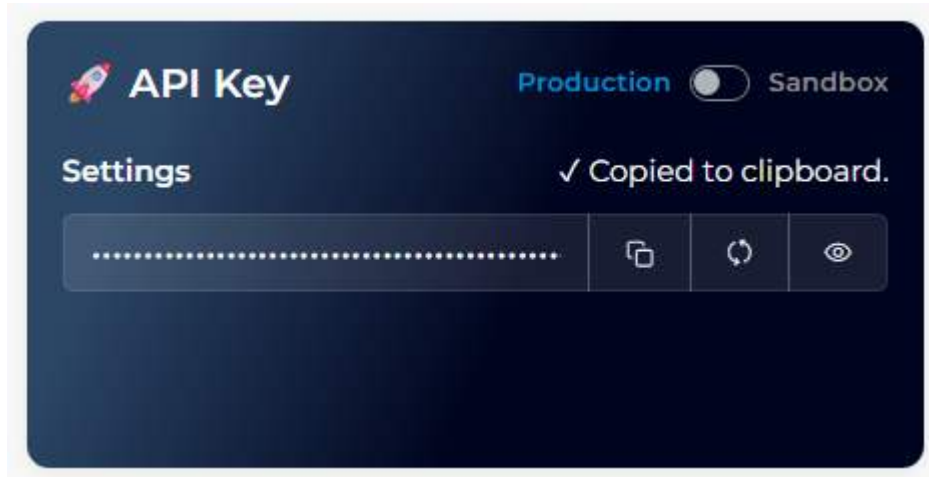 🚀 API Key
Production Sandbox
Settings
✓ Copied to clipboard.